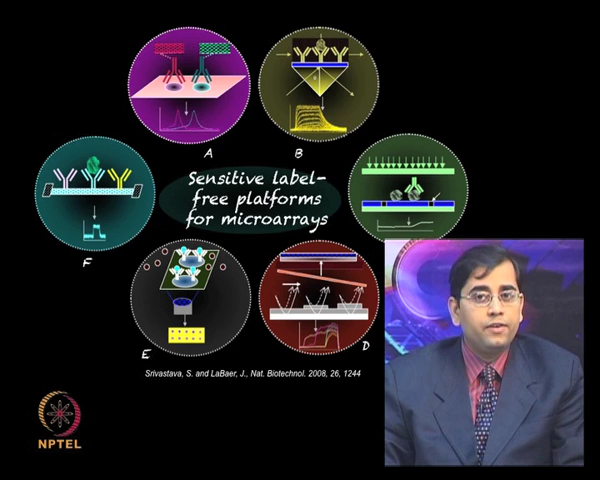 A
B
Sensitive label-
free platforms
for microarrays
F
E
D
Srivastava, S. and LaBaer, J., Nat. Biotechnol. 2008, 26, 1244
NPTEL